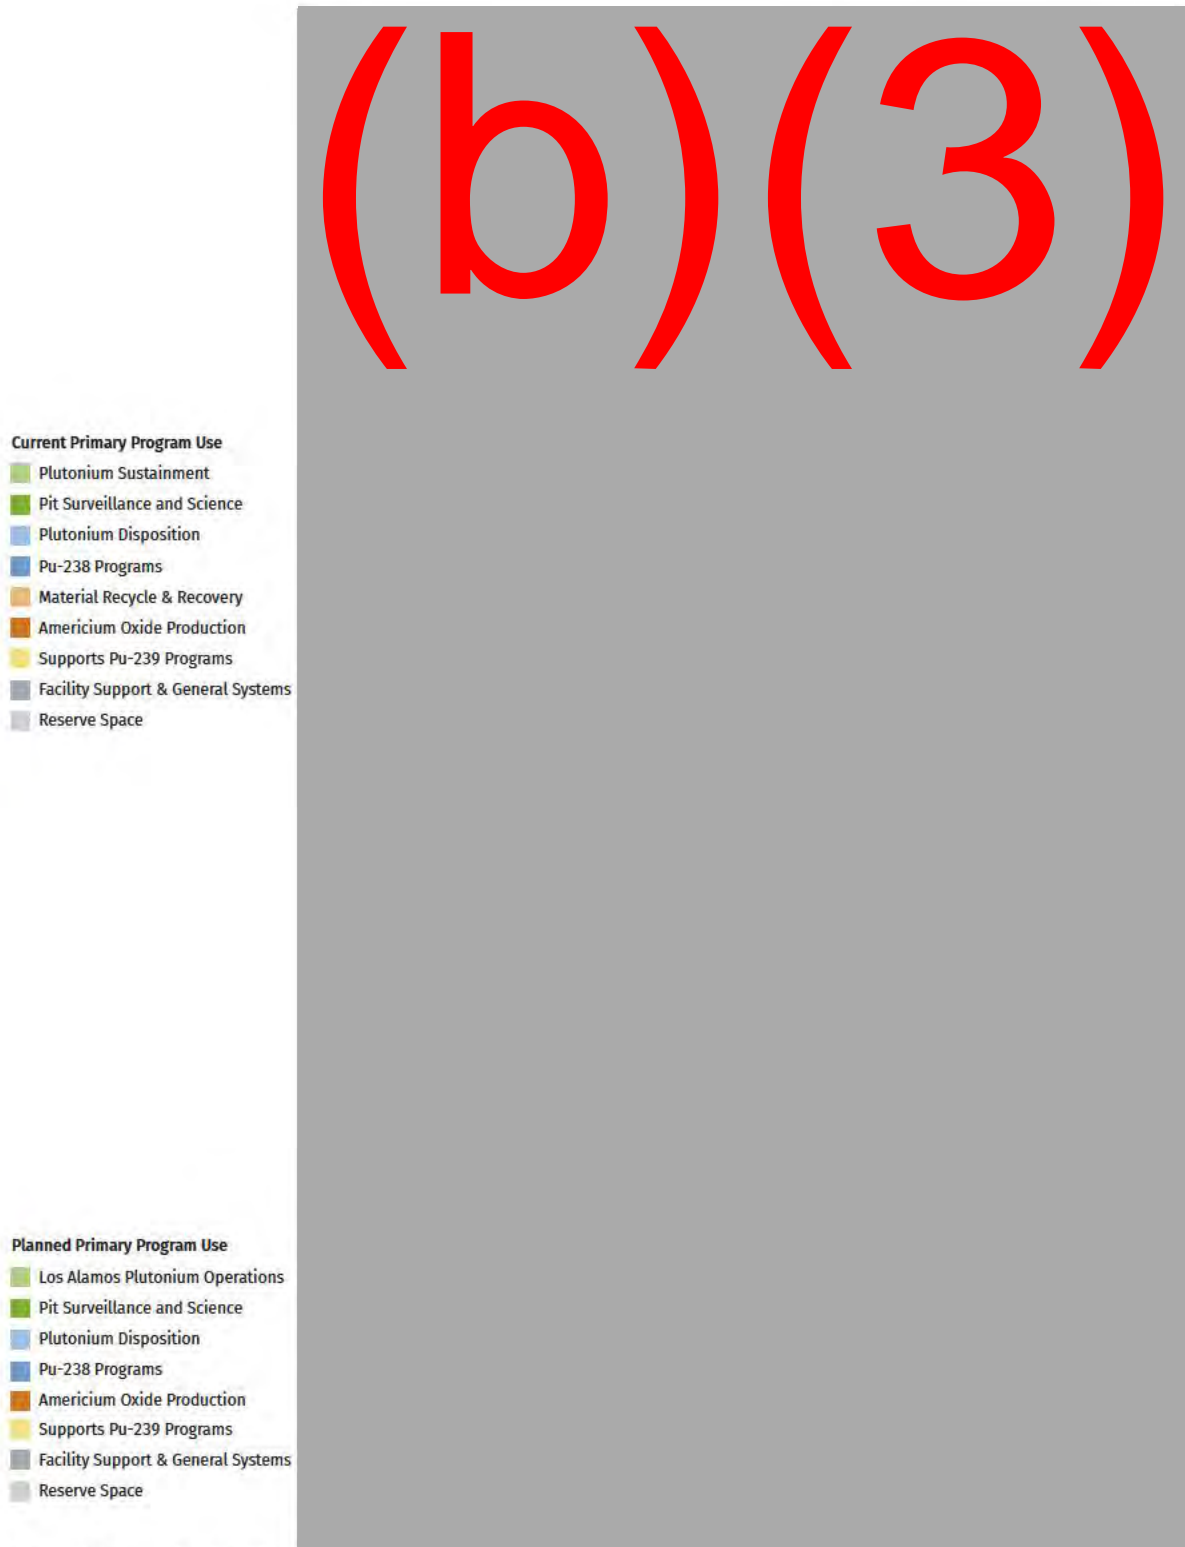 (b)(3)
Current Primary Program Use
Plutonium Sustainment
Pit Surveillance and Science
Plutonium Disposition
Pu-238 Programs
Material Recycle & Recovery
Americium Oxide Production
Supports Pu-239 Programs
Facility Support & General Systems
Reserve Space
Planned Primary Program Use
Los Alamos Plutonium Operations
Pit Surveillance and Science
Plutonium Disposition
Pu-238 Programs
Americium Oxide Production
Supports Pu-239 Programs
Facility Support & General Systems
Reserve Space